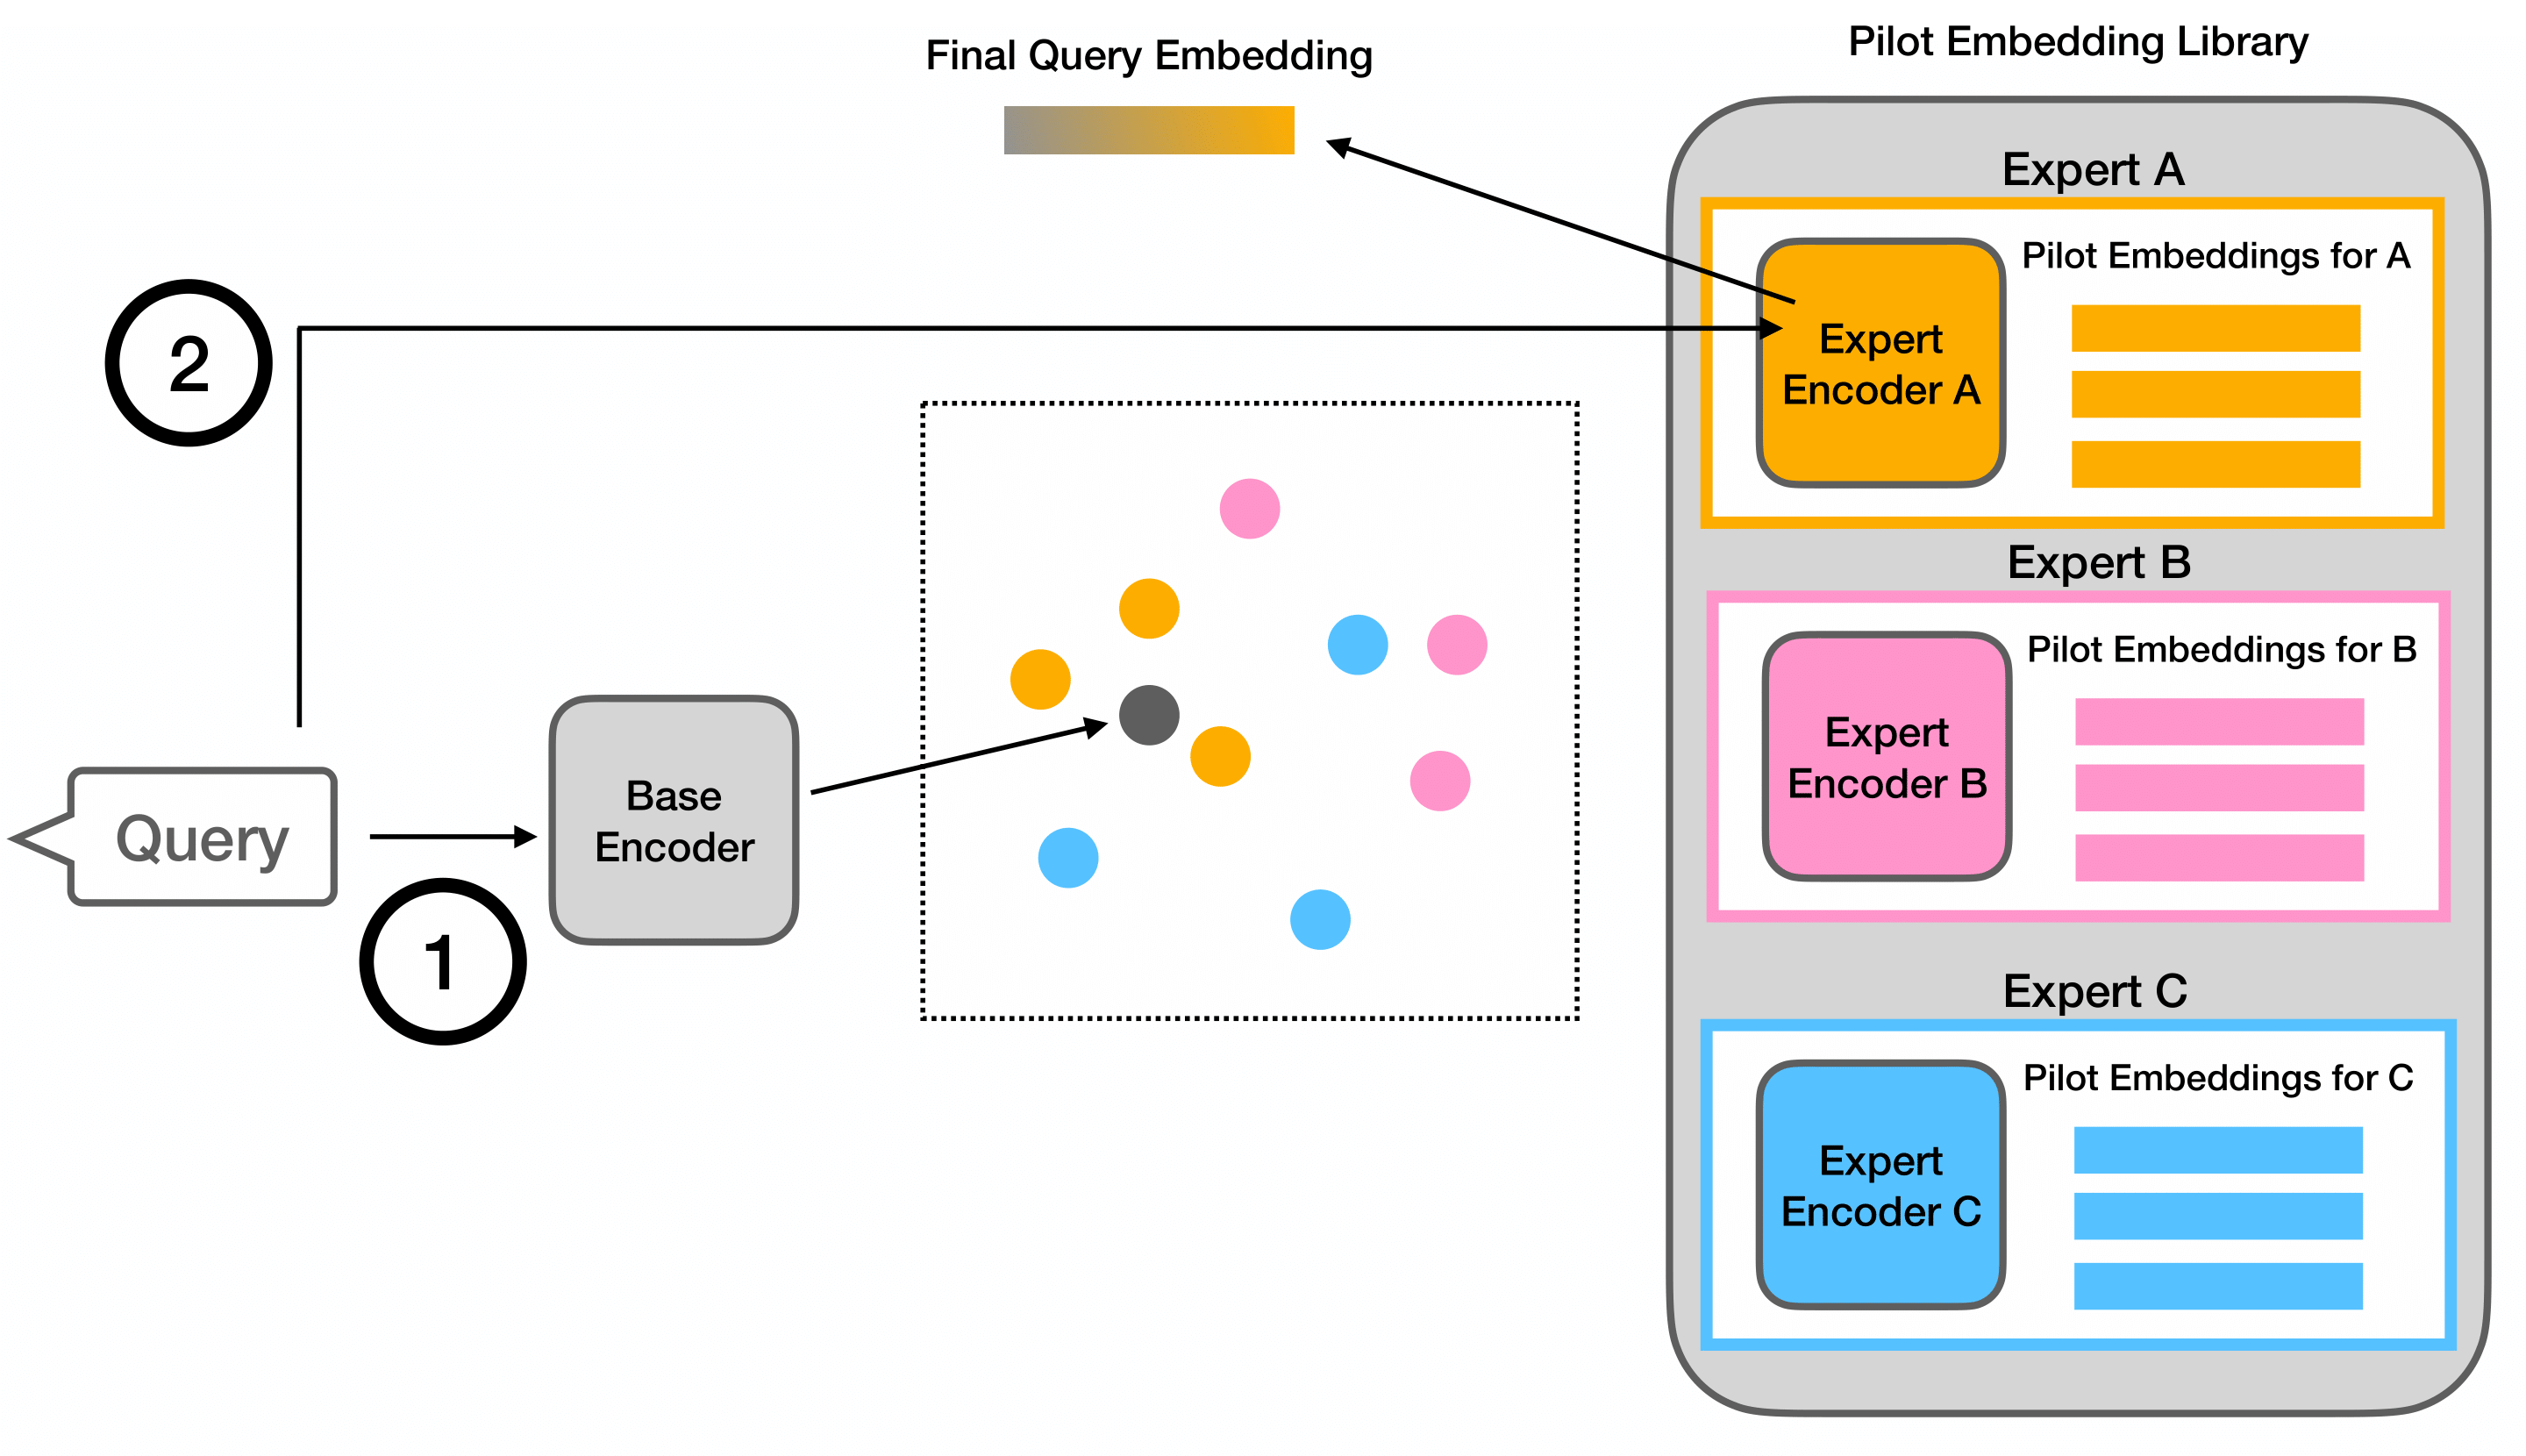 Final Query Embedding
Pilot Embedding Library
Expert A
Pilot Embeddings for A
Expert
Encoder A
2
Expert B
Pilot Embeddings for B
Expert
Encoder B
Query
Base
Encoder
1
Expert C
Pilot Embeddings for C
Expert
Encoder C